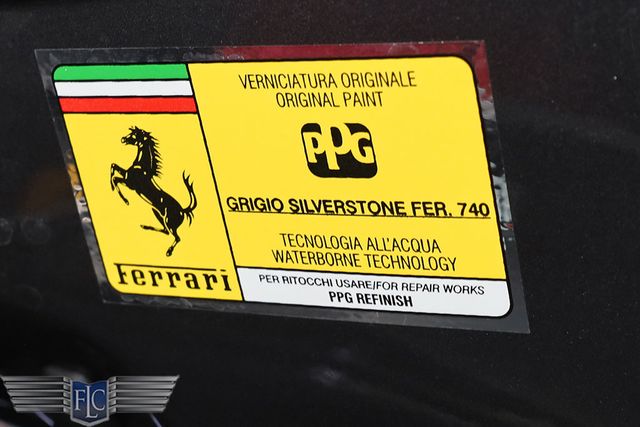 VERNICIATURA ORIGINALE
ORIGINAL PAINT
PPG
GRIGIO SILVERSTONE FER. 740
TECNOLOGIA ALL'ACQUA
WATERBORNE TECHNOLOGY
Ferrari
PER RITOCCHI USARE/FOR REPAIR WORKS
PPG REFINISH
FLC